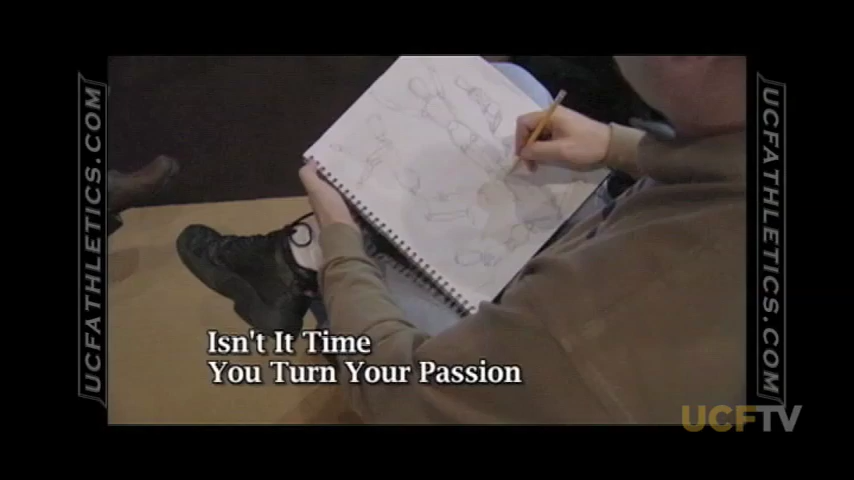 UCFATHLETICS.COM
Isn't It Time
You Turn Your Passion
UCFATHLETICS.COM
UCFTV